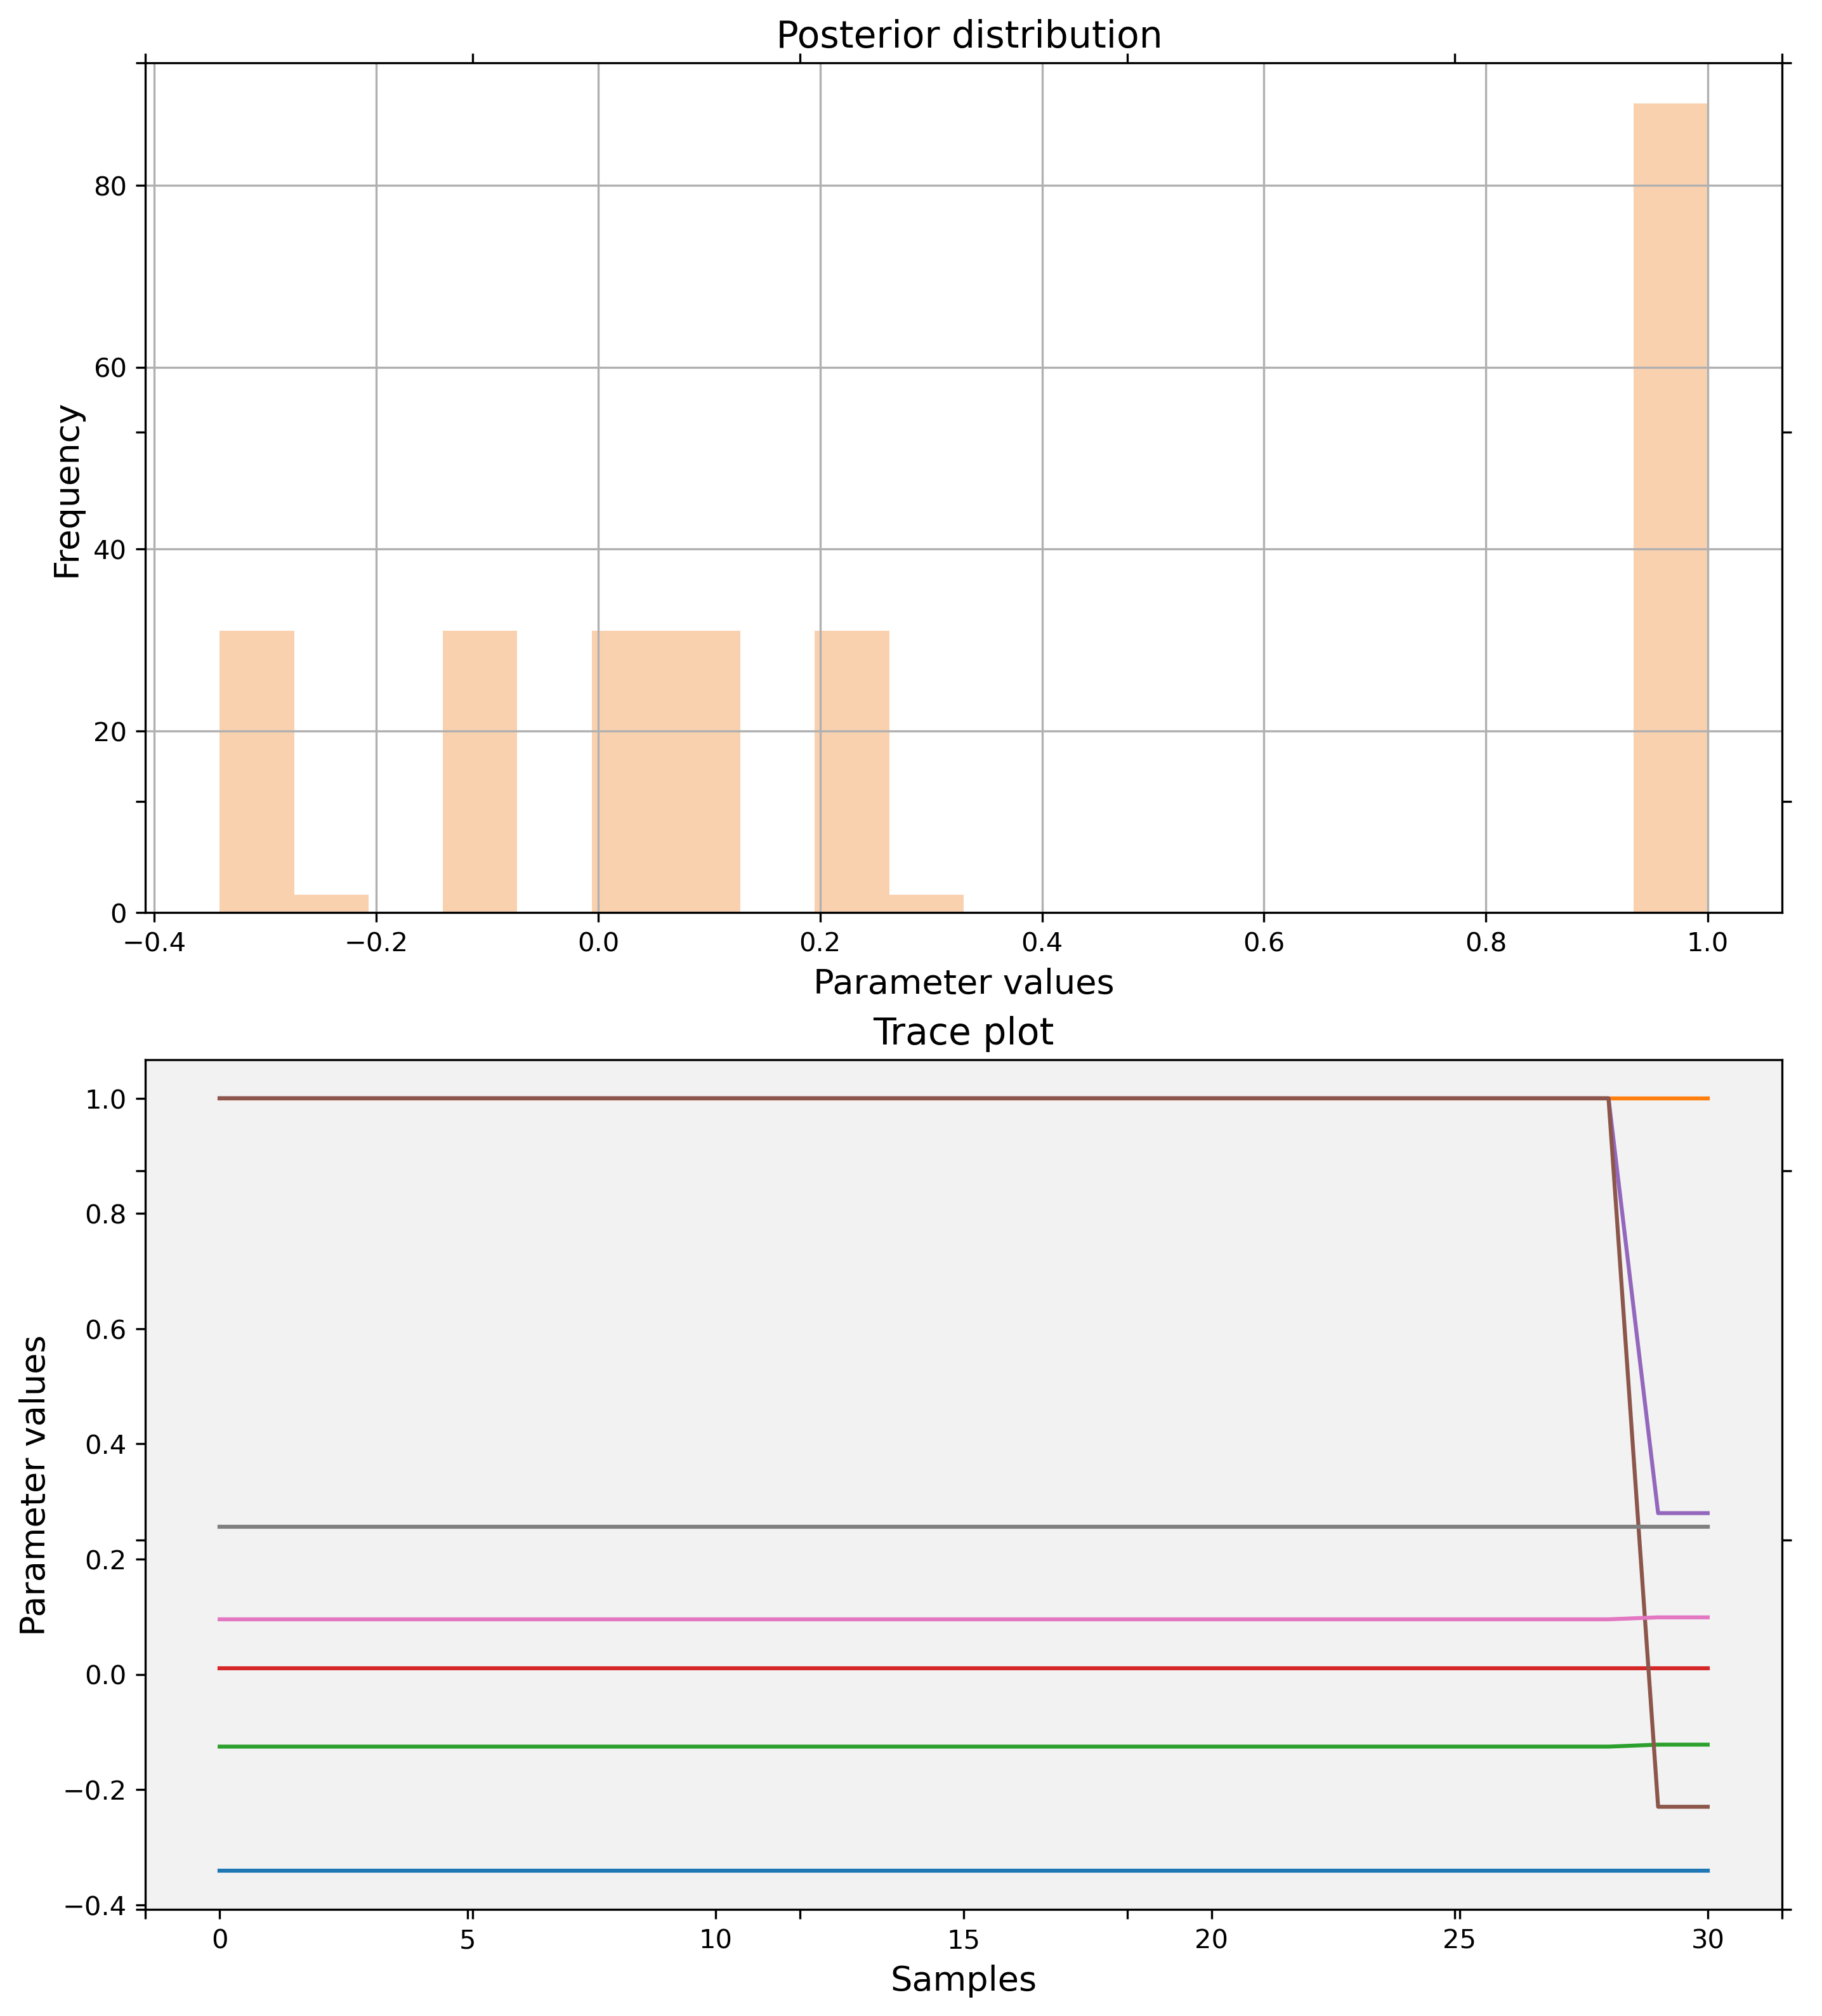 Posterior distribution
Frequency
80
60
40
20
0
−0.4 −0.2 0.0 0.2 0.4 0.6 0.8 1.0
Parameter values
Trace plot
Parameter values
1.0
0.8
0.6
0.4
0.2
0.0
−0.2
−0.4
0 5 10 15 20 25 30
Samples